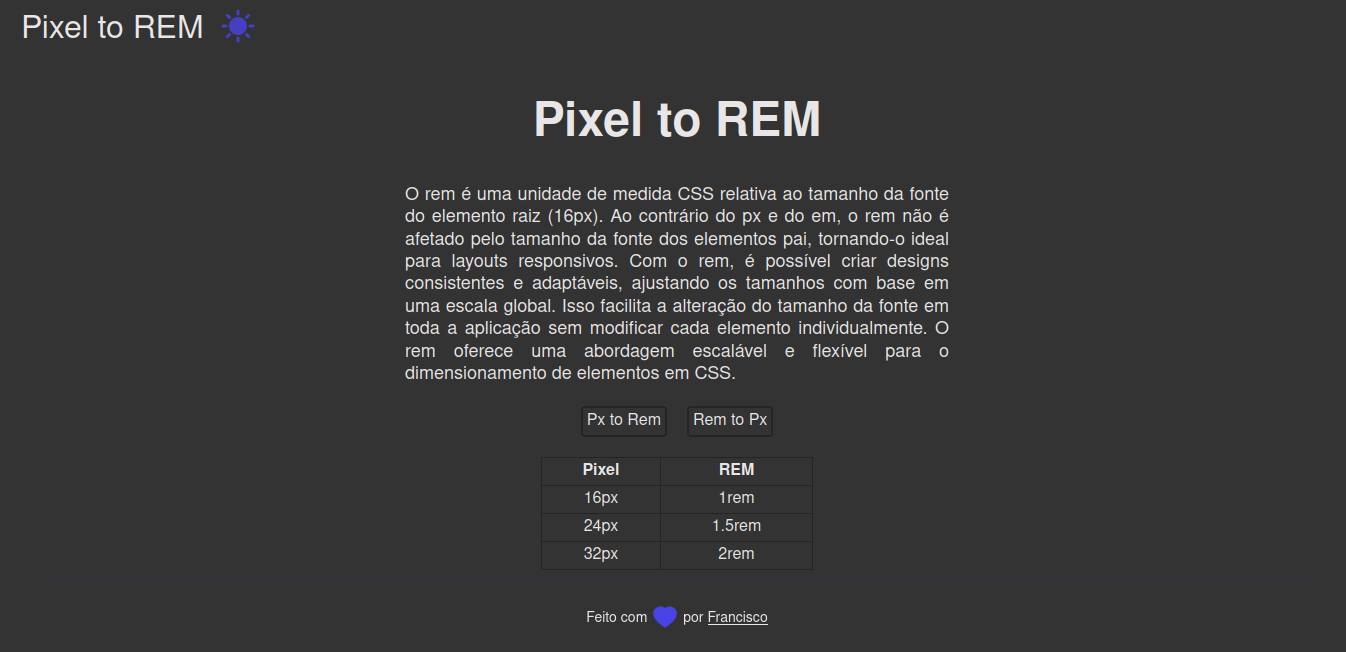 Pixel to REM
Pixel to REM
O rem é uma unidade de medida CSS relativa ao tamanho da fonte
do elemento raiz (16px). Ao contrário do px e do em, o rem não é
afetado pelo tamanho da fonte dos elementos pai, tornando-o ideal
para layouts responsivos. Com o rem, é possível criar designs
consistentes e adaptáveis, ajustando os tamanhos com base em
uma escala global. Isso facilita a alteração do tamanho da fonte em
toda a aplicação sem modificar cada elemento individualmente. O
rem oferece uma abordagem escalável e flexível para o
dimensionamento de elementos em CSS.
Px to Rem Rem to Px
Pixel REM
16px 1rem
24px 1.5rem
32px 2rem
Feito com por Francisco